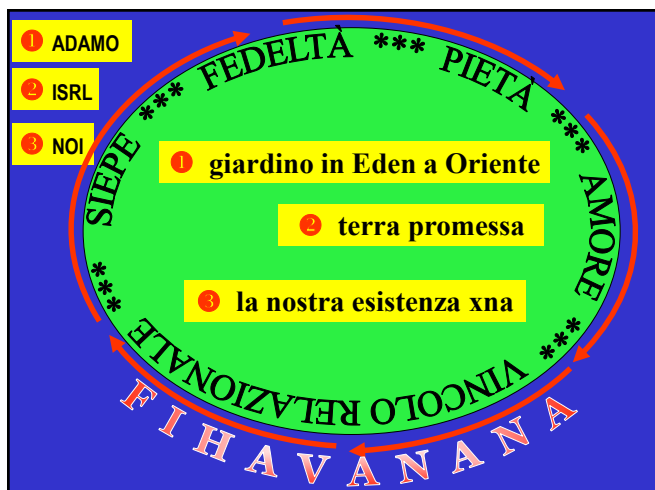 ❶ ADAMO
❷ ISRL
❸ NOI
SIEPE *** FEDELTÀ *** PIETÀ *** AMORE *** VINCOLO RELAZIONALE ***
❶ giardino in Eden a Oriente
❷ terra promessa
❸ la nostra esistenza xna
FIHAVANANA